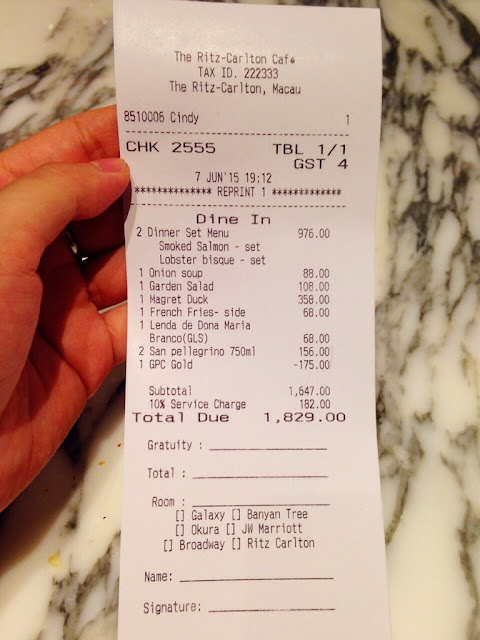 The Ritz-Carlton Cafe
TAX ID. 222333
The Ritz-Carlton, Macau
8510006 Cindy 1
CHK 2555 TBL 1/1
GST 4
7 JUN'15 19:12
************** REPRINT 1 *************
Dine In
2 Dinner Set Menu 976.00
Smoked Salmon - set
Lobster bisque - set
1 Onion soup 88.00
1 Garden Salad 108.00
1 Magret Duck 358.00
1 French Fries- side 68.00
1 Lenda de Dona Maria
Branco(GLS) 68.00
2 San pellegrino 750ml 156.00
1 GPC Gold -175.00
Subtotal 1,647.00
10% Service Charge 182.00
Total Due 1,829.00
Gratuity :
Total :
Room :
[] Galaxy [] Banyan Tree
[] Okura [] JW Marriott
[] Broadway [] Ritz Carlton
Name:
Signature: